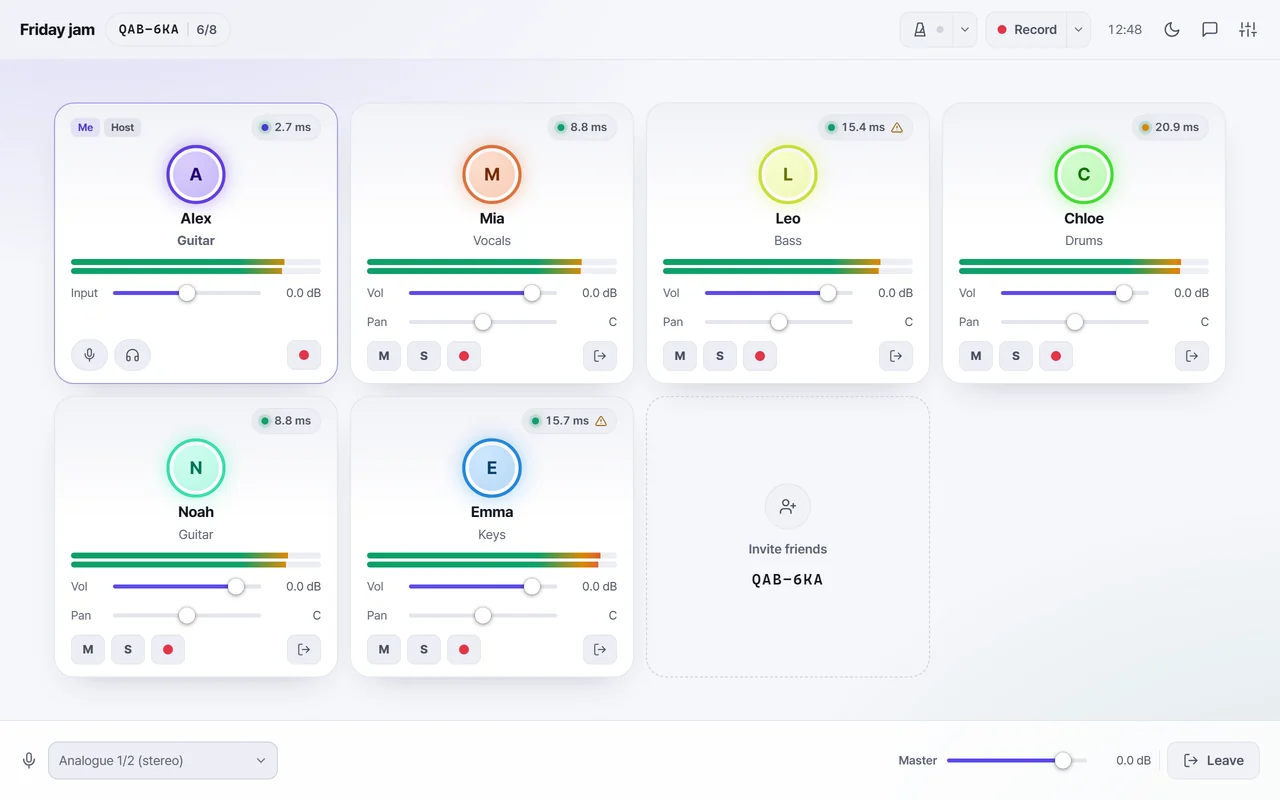 Friday jam QAB-6KA 6/8 Record 12:48
Me Host 2.7 ms
A
Alex
Guitar
Input 0.0 dB
8.8 ms
M
Mia
Vocals
Vol 0.0 dB
Pan C
M S
15.4 ms
L
Leo
Bass
Vol 0.0 dB
Pan C
M S
20.9 ms
C
Chloe
Drums
Vol 0.0 dB
Pan C
M S
8.8 ms
N
Noah
Guitar
Vol 0.0 dB
Pan C
M S
15.7 ms
E
Emma
Keys
Vol 0.0 dB
Pan C
M S
Invite friends
QAB-6KA
Analogue 1/2 (stereo) Master 0.0 dB Leave